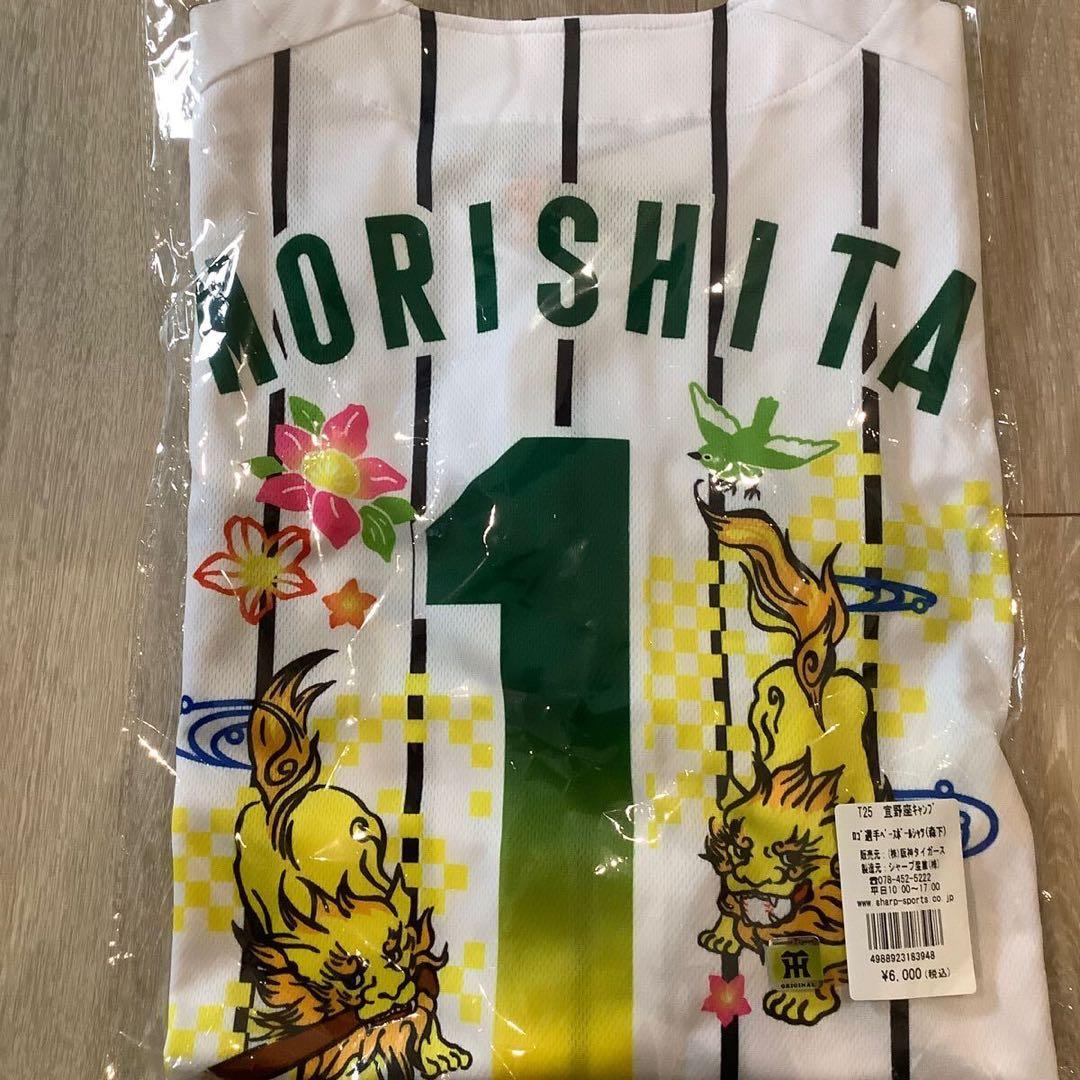 MORISHITA
1
T25 宜野座キャンプ
ロゴ選手ベースボールシャツ(森下)
販売元:(株)阪神タイガース
製造元:シャープ産業(株)
☎078-452-5222
平日10:00~17:00
www.sharp-sports.co.jp
4988923183948
¥6,000(税込)
ORIGINAL